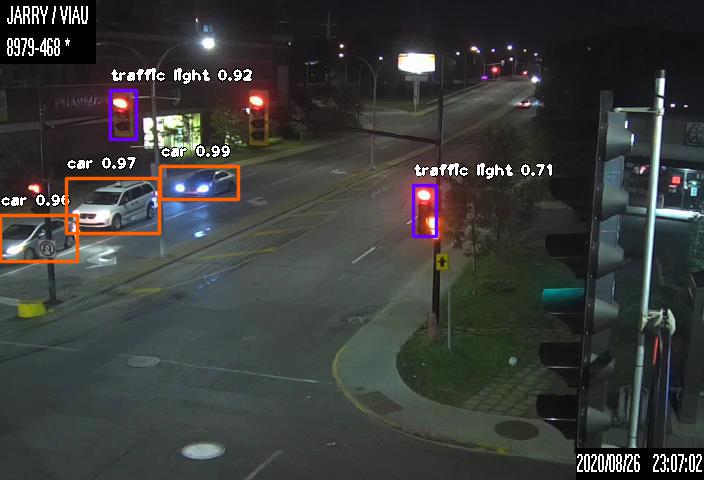 JARRY / VIAU
8979-468 *
traffic light 0.92
PHARMA
car 0.99
car 0.97
traffic light 0.71
car 0.96
2020/08/26 23:07:02